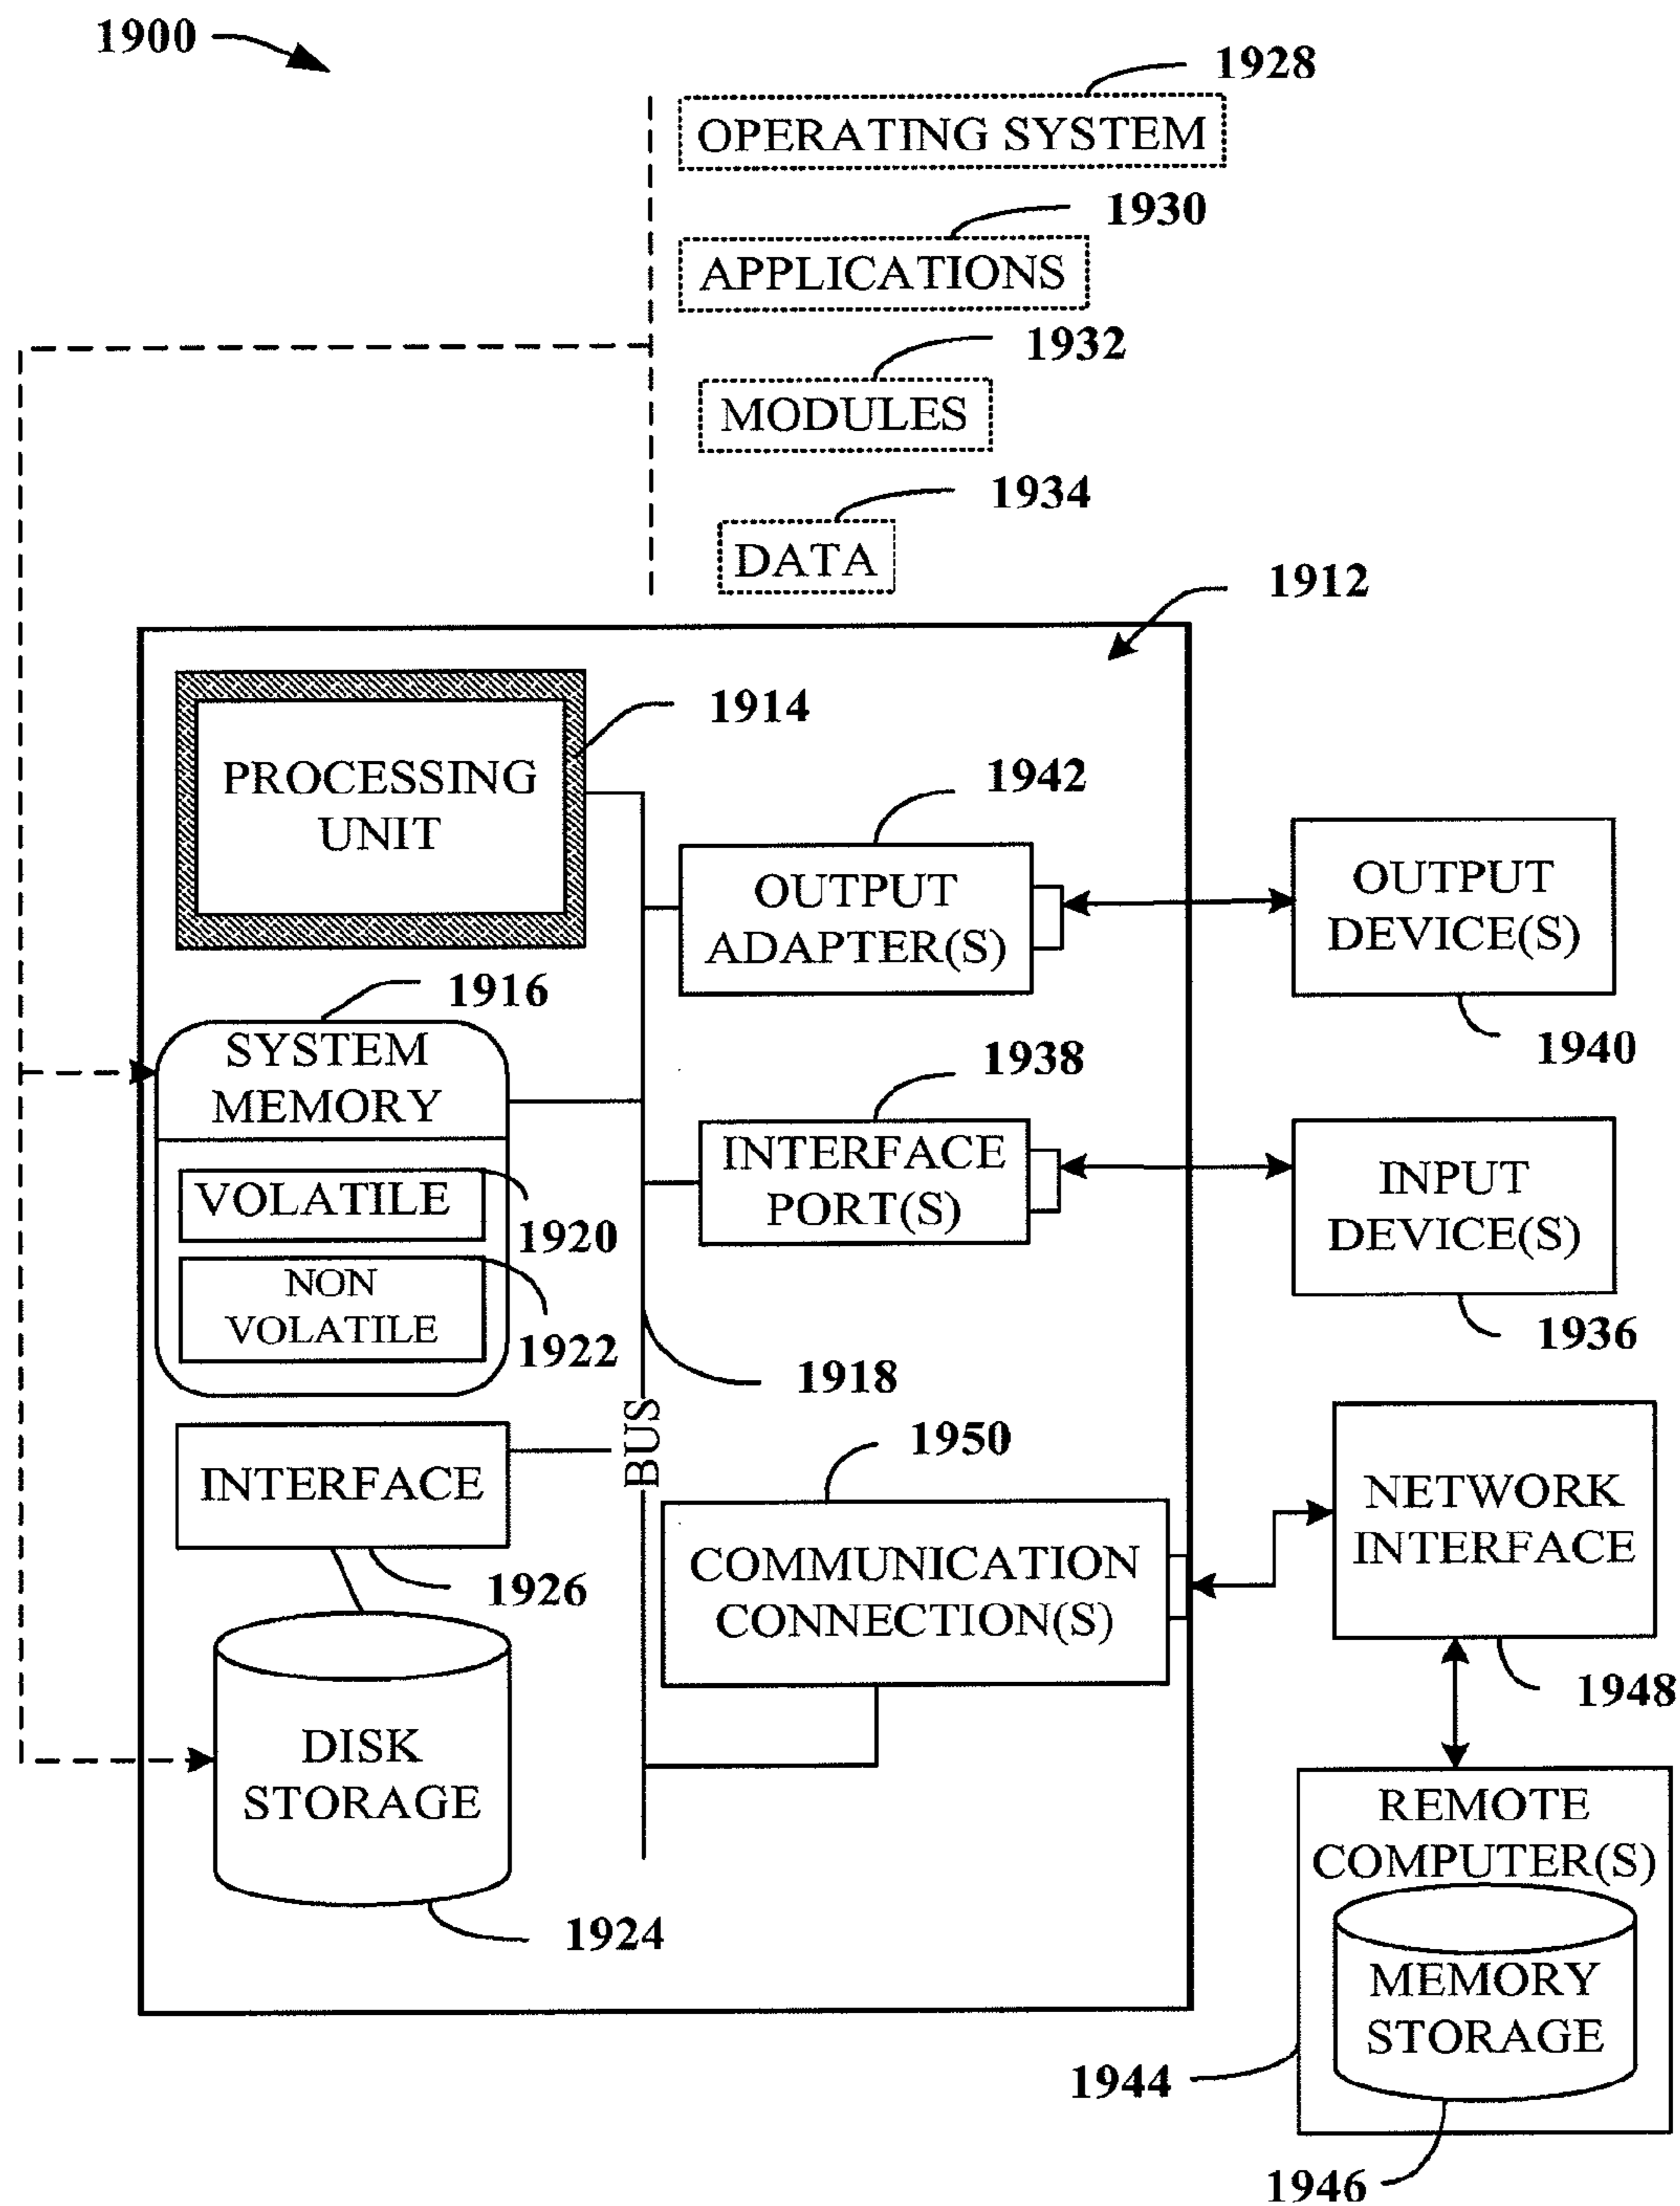 1900
1928
OPERATING SYSTEM
1930
APPLICATIONS
1932
MODULES
1934
DATA
1912
1914
PROCESSING
UNIT
1942
OUTPUT
ADAPTER(S)
OUTPUT
DEVICE(S)
1940
1916
SYSTEM
MEMORY
VOLATILE
1920
NON
VOLATILE
1922
1938
INTERFACE
PORT(S)
INPUT
DEVICE(S)
1936
1918
BUS
INTERFACE
1926
1950
COMMUNICATION
CONNECTION(S)
NETWORK
INTERFACE
1948
DISK
STORAGE
1924
REMOTE
COMPUTER(S)
MEMORY
STORAGE
1944
1946